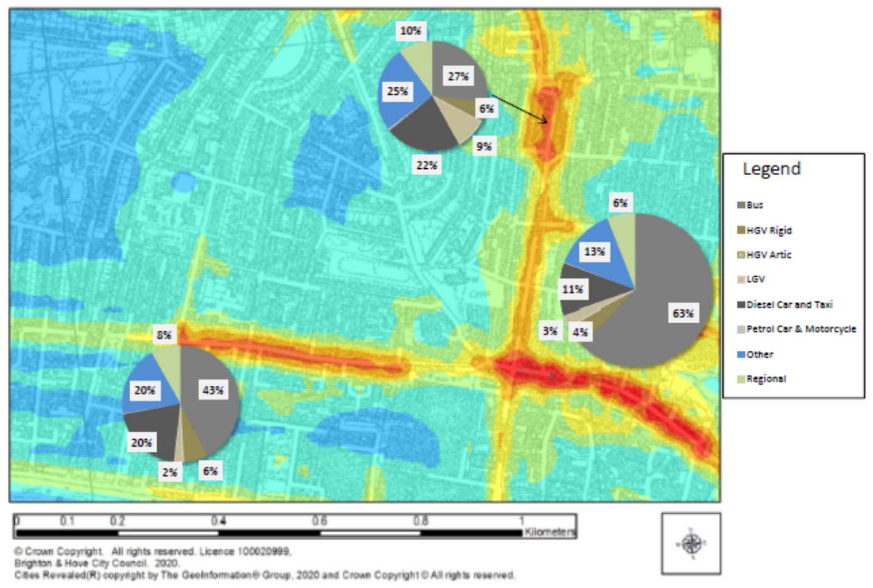 10%
27%
25%
6%
9%
22%
Legend
6%
Bus
13%
HGV Rigid
HGV Artic
LGV
11%
63%
Diesel Car and Taxi
3%
4%
Petrol Car & Motorcycle
8%
Other
Regional
20%
43%
20%
2%
6%
0 0.1 0.2 0.4 0.6 0.8 1
Kilometers
© Crown Copyright. All rights reserved. Licence 100020999,
Brighton & Hove City Council. 2020.
Cities Revealed(R) copyright by The GeoInformation® Group, 2020 and Crown Copyright © All rights reserved.